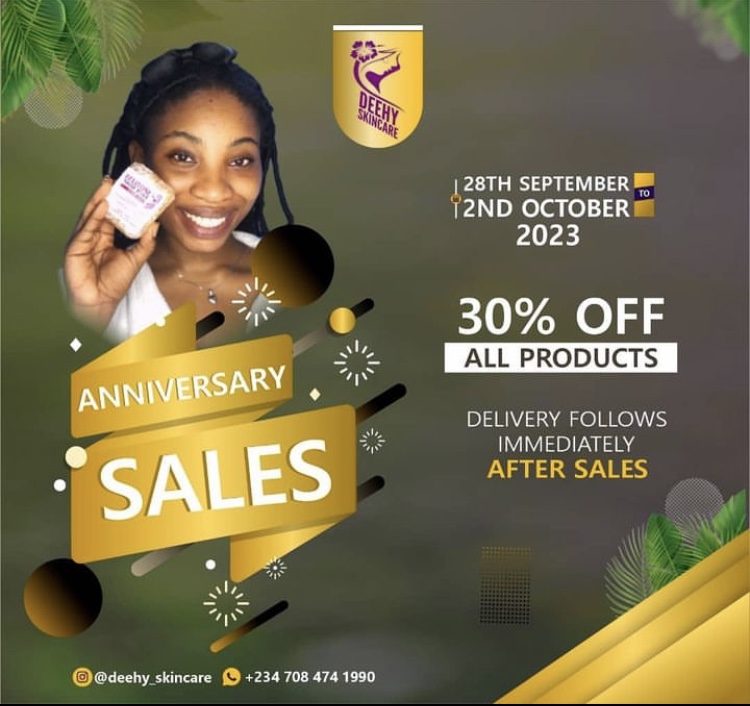 DEEHY
SKINCARE
28TH SEPTEMBER
TO
2ND OCTOBER
2023
30% OFF
ALL PRODUCTS
DELIVERY FOLLOWS
IMMEDIATELY
AFTER SALES
ANNIVERSARY
SALES
@deehy_skincare +234 708 474 1990